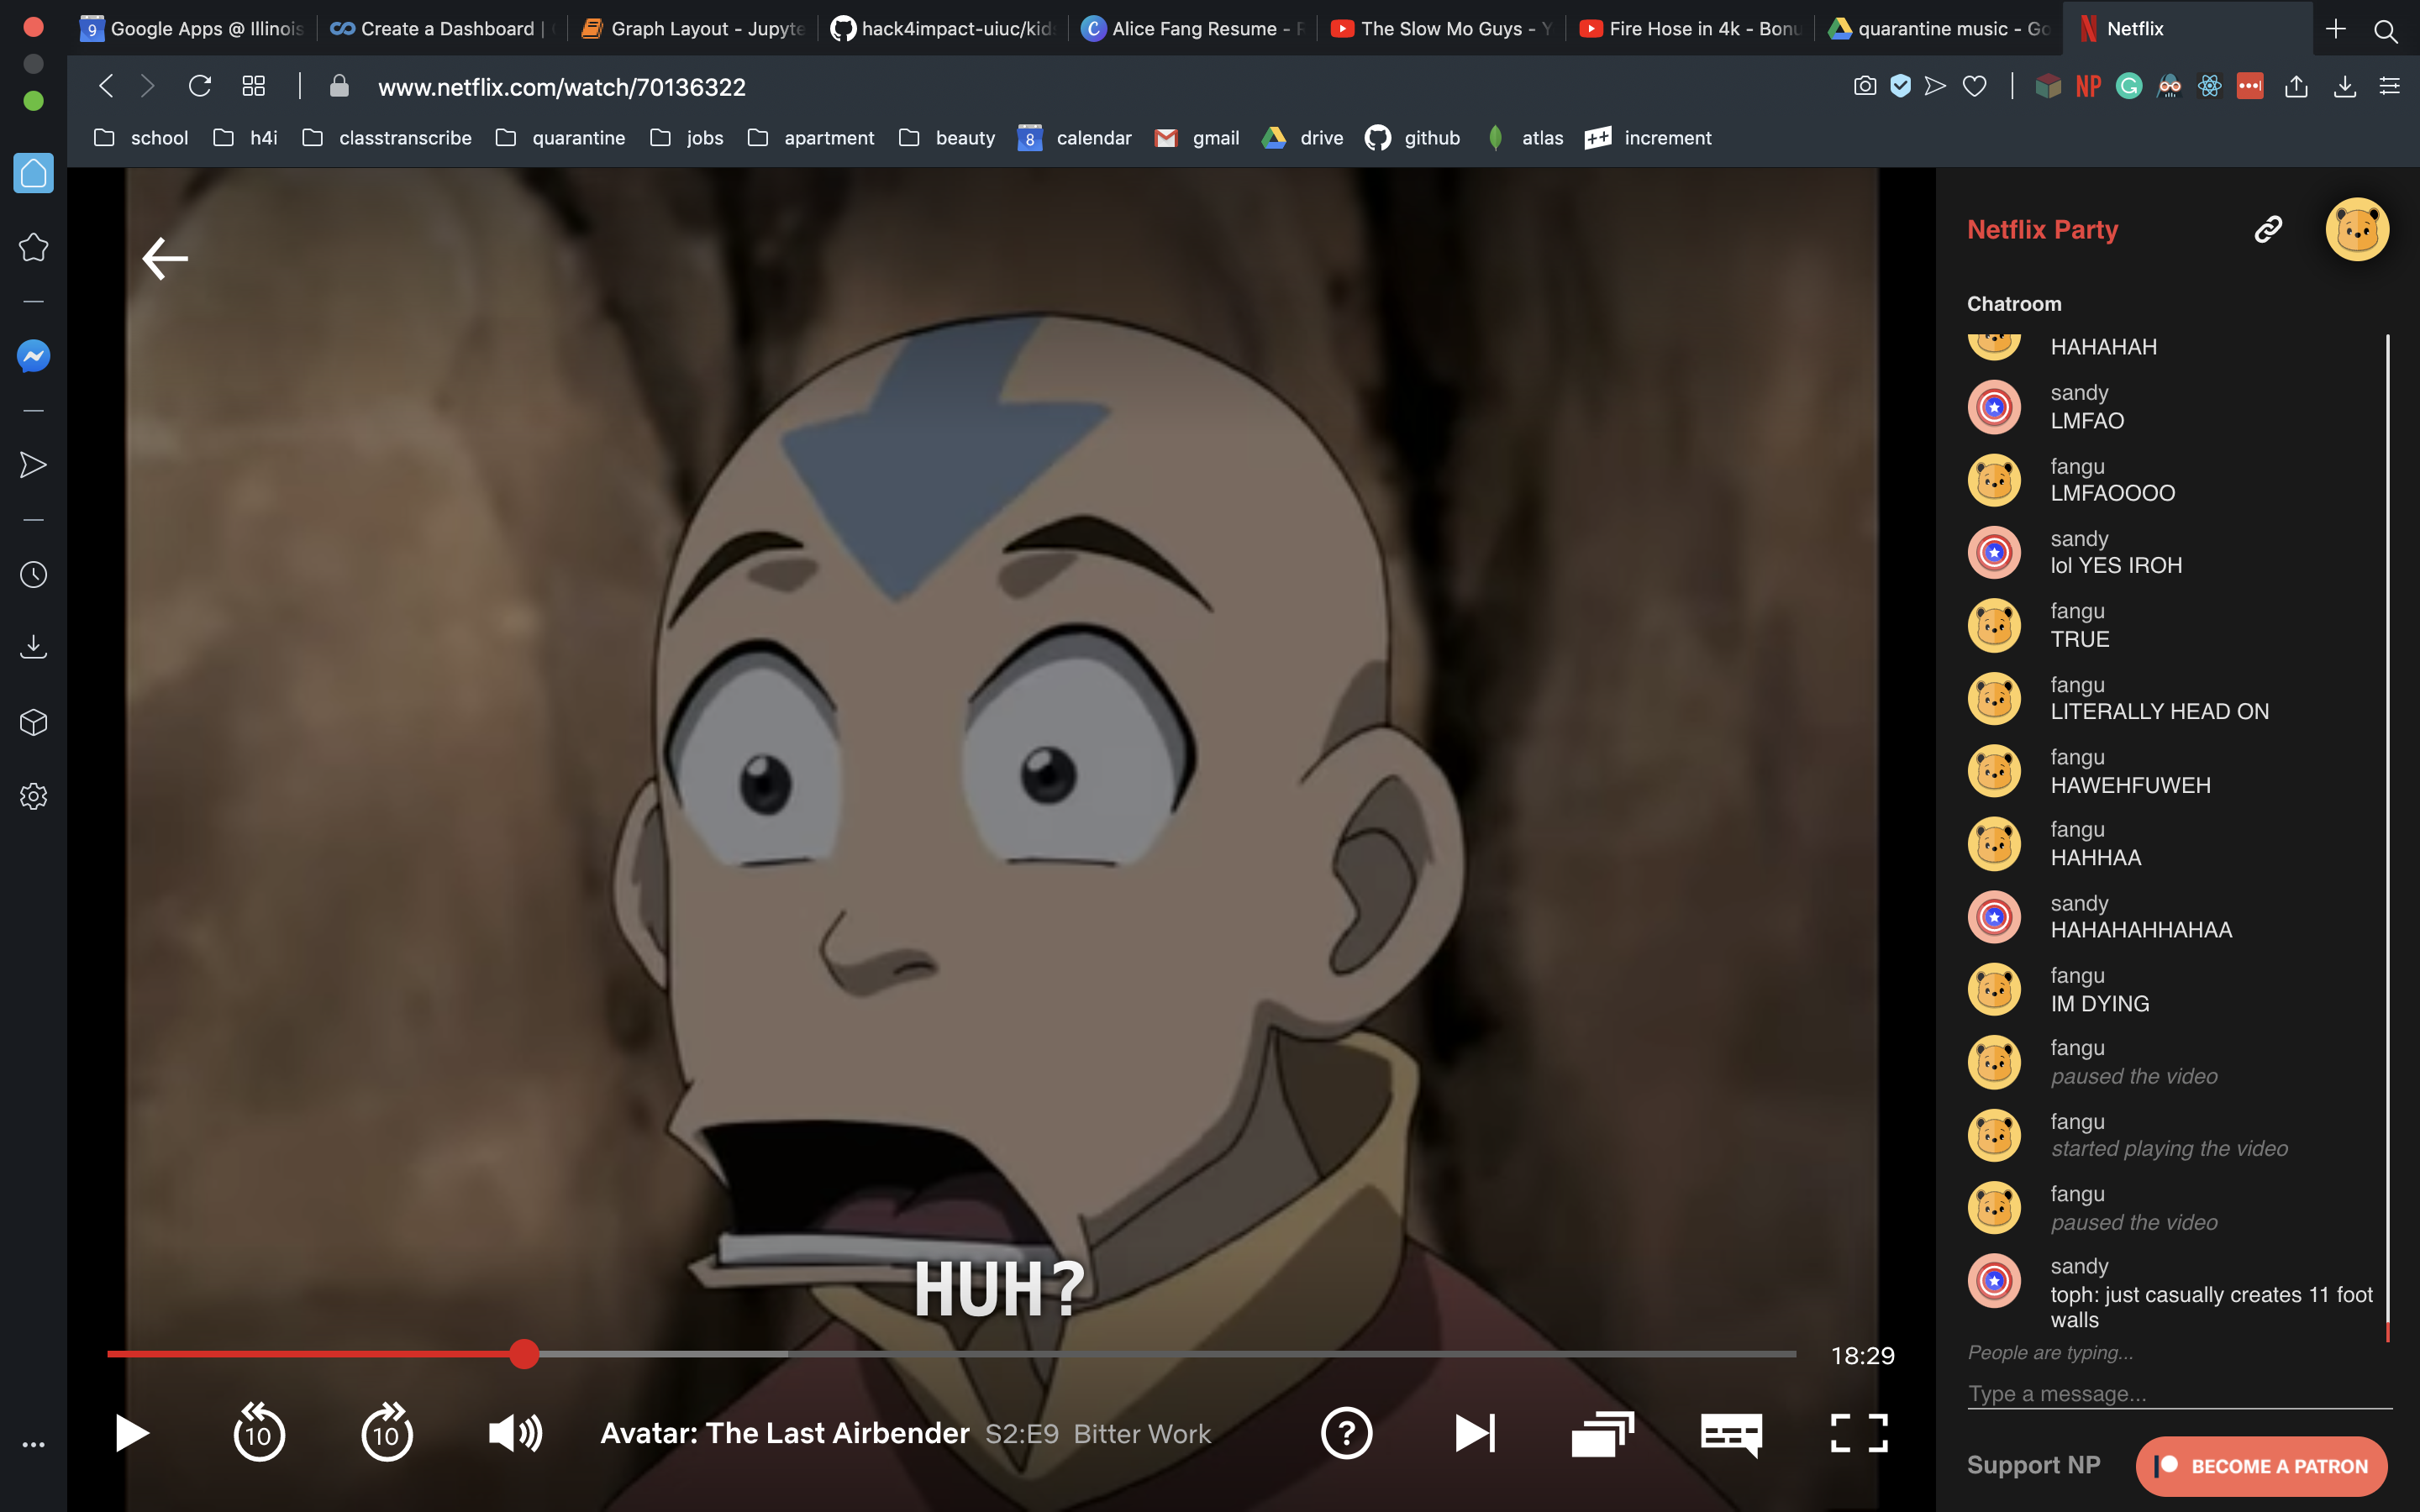 9 Google Apps @ Illinois
Create a Dashboard |
Graph Layout - Jupyte
hack4impact-uiuc/kid
C Alice Fang Resume -
The Slow Mo Guys - Y
Fire Hose in 4k - Bonu
quarantine music - Go
Netflix
www.netflix.com/watch/70136322
NP
school
h4i
classtranscribe
quarantine
jobs
apartment
beauty
8 calendar
gmail
drive
github
atlas
++ increment
Netflix Party
Chatroom
HAHAHAH
sandy
LMFAO
fangu
LMFAOOOO
sandy
lol YES IROH
fangu
TRUE
fangu
LITERALLY HEAD ON
fangu
HAWEHFUWEH
fangu
HAHHAA
sandy
HAHAHAHHAHAA
fangu
IM DYING
fangu
paused the video
fangu
started playing the video
fangu
paused the video
sandy
toph: just casually creates 11 foot
walls
People are typing...
Type a message...
Support NP
BECOME A PATRON
HUH?
18:29
10
10
Avatar: The Last Airbender S2:E9 Bitter Work
?